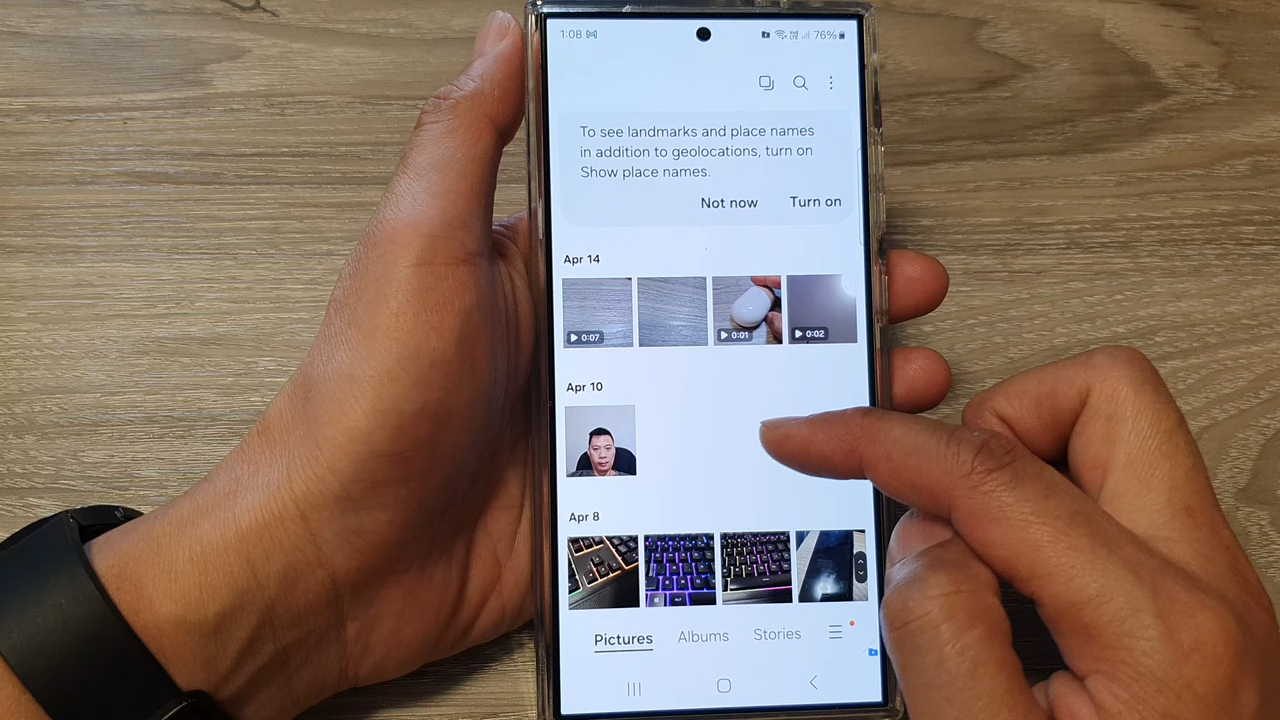 1:08
76%
To see landmarks and place names
in addition to geolocations, turn on
Show place names.
Not now
Turn on
Apr 14
0:07
0:01
0:02
Apr 10
Apr 8
Pictures
Albums
Stories